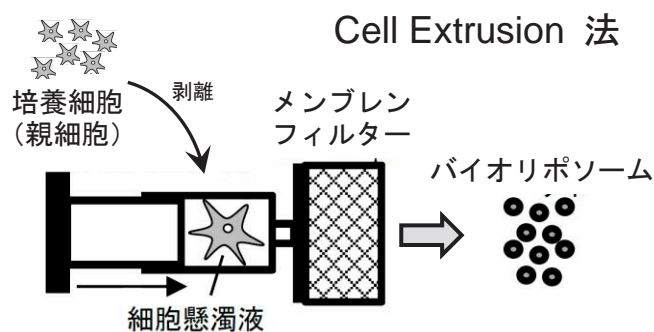 Cell Extrusion 法
培養細胞
（親細胞）
剥離
メンブレン
フィルター
バイオリポソーム
細胞懸濁液